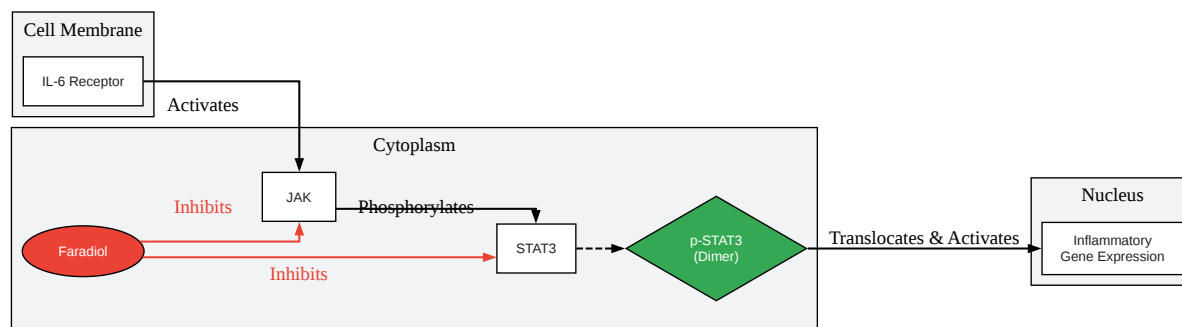 Cell Membrane
IL-6 Receptor
Activates
Cytoplasm
JAK
Phosphorylates
Inhibits
Faradiol
Inhibits
STAT3
p-STAT3
(Dimer)
Translocates & Activates
Nucleus
Inflammatory
Gene Expression